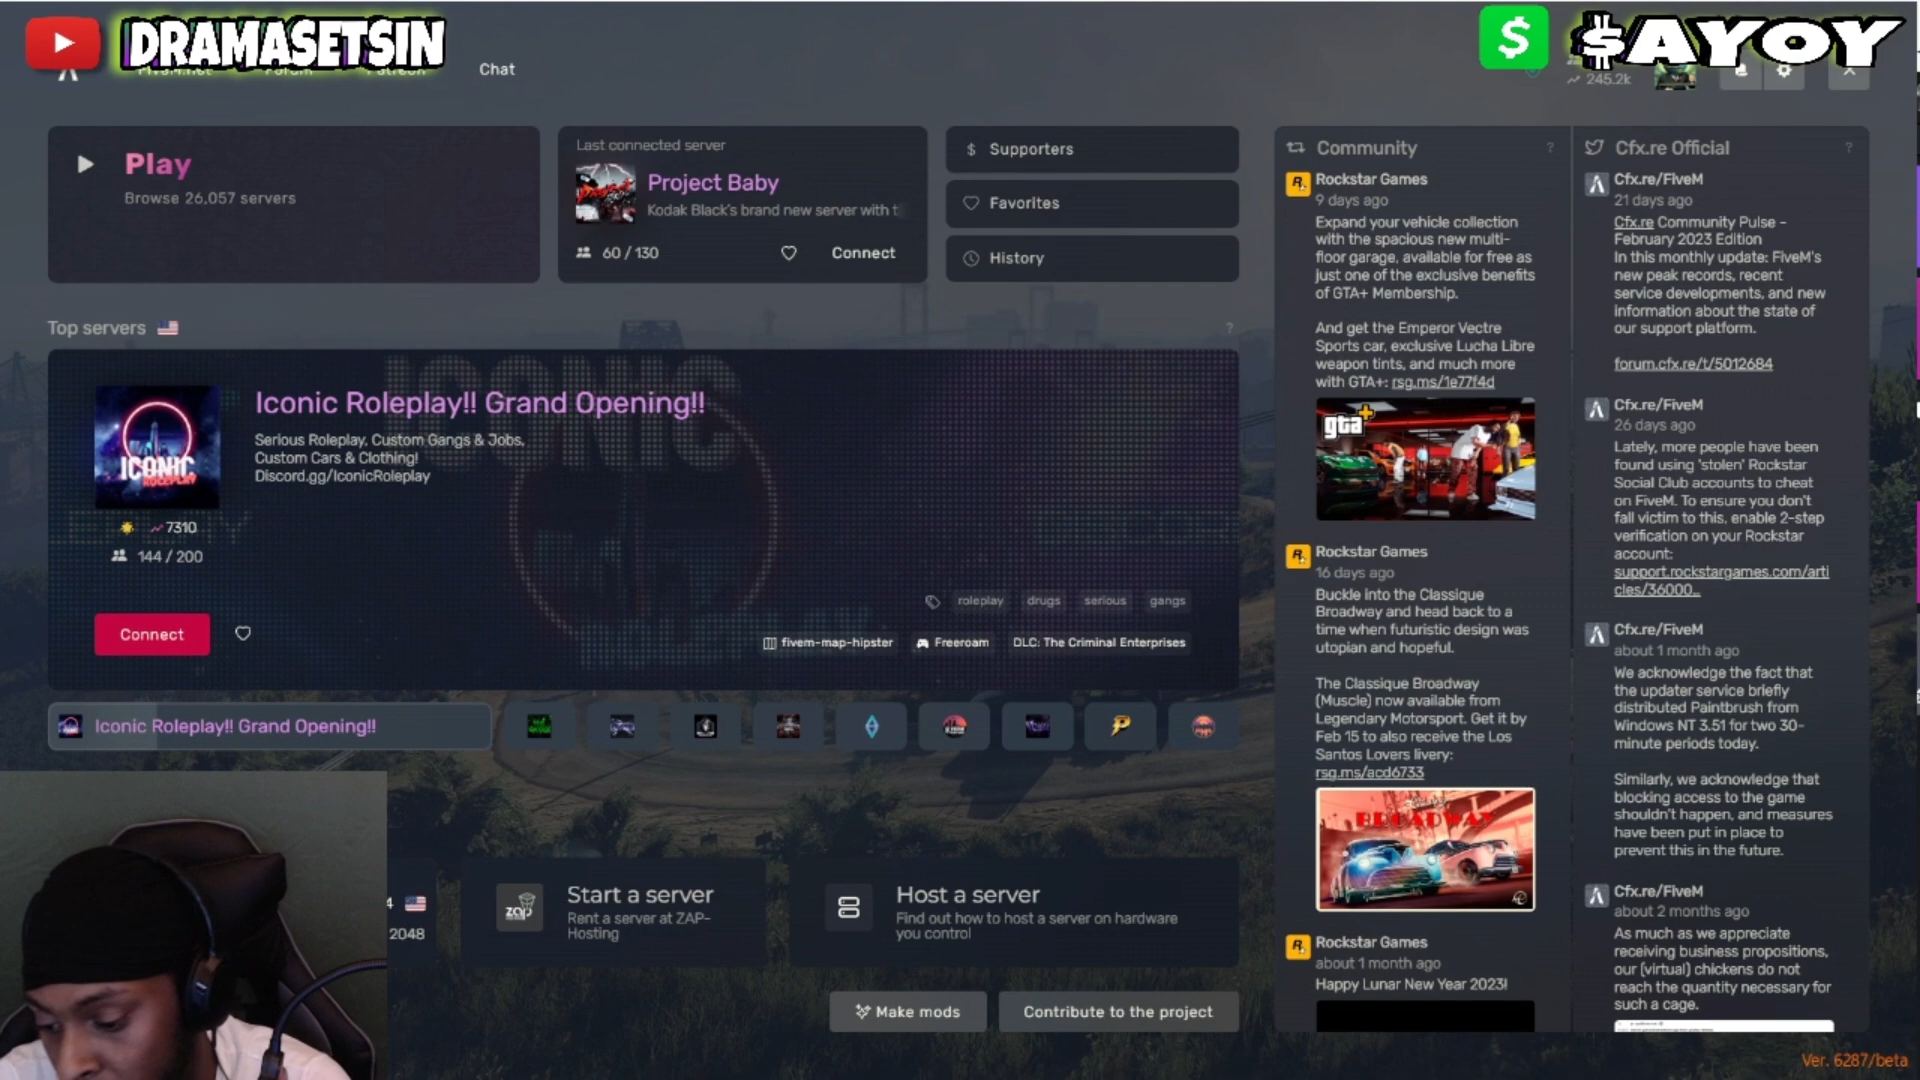 DRAMASETSIN
$AYOY
Chat
245.2k
Play
Browse 26,057 servers
Last connected server
Project Baby
Kodak Black's brand new server with t
60 / 130
Connect
Supporters
Favorites
History
Top servers
?
Iconic Roleplay!! Grand Opening!!
Serious Roleplay, Custom Gangs & Jobs,
Custom Cars & Clothing!
Discord.gg/IconicRoleplay
ICONIC
ROLEPLAY
7310
144 / 200
Connect
roleplay
drugs
serious
gangs
fivem-map-hipster
Freeroam
DLC: The Criminal Enterprises
Iconic Roleplay!! Grand Opening!!
2048
zap
Start a server
Rent a server at ZAP-
Hosting
Host a server
Find out how to host a server on hardware
you control
Make mods
Contribute to the project
Community
?
Rockstar Games
9 days ago
Expand your vehicle collection
with the spacious new multi-
floor garage, available for free as
just one of the exclusive benefits
of GTA+ Membership.
And get the Emperor Vectre
Sports car, exclusive Lucha Libre
weapon tints, and much more
with GTA+: rsg.ms/1e77f4d
gta+
Rockstar Games
16 days ago
Buckle into the Classique
Broadway and head back to a
time when futuristic design was
utopian and hopeful.
The Classique Broadway
(Muscle) now available from
Legendary Motorsport. Get it by
Feb 15 to also receive the Los
Santos Lovers livery:
rsg.ms/acd6733
BROADWAY
Rockstar Games
about 1 month ago
Happy Lunar New Year 2023!
Cfx.re Official
?
Cfx.re/FiveM
21 days ago
Cfx.re Community Pulse –
February 2023 Edition
In this monthly update: FiveM's
new peak records, recent
service developments, and new
information about the state of
our support platform.
forum.cfx.re/t/5012684
Cfx.re/FiveM
26 days ago
Lately, more people have been
found using 'stolen' Rockstar
Social Club accounts to cheat
on FiveM. To ensure you don't
fall victim to this, enable 2-step
verification on your Rockstar
account:
support.rockstargames.com/arti
cles/36000…
Cfx.re/FiveM
about 1 month ago
We acknowledge the fact that
the updater service briefly
distributed Paintbrush from
Windows NT 3.51 for two 30-
minute periods today.
Similarly, we acknowledge that
blocking access to the game
shouldn't happen, and measures
have been put in place to
prevent this in the future.
Cfx.re/FiveM
about 2 months ago
As much as we appreciate
receiving business propositions,
our (virtual) chickens do not
reach the quantity necessary for
such a cage.
Ver. 6287/beta